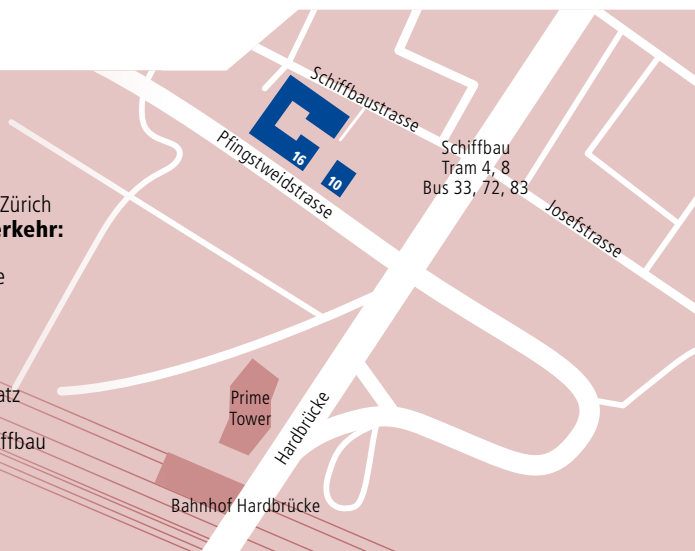 Schiffbaustrasse
16
10
Pfingstweidstrasse
Schiffbau
Tram 4, 8
Bus 33, 72, 83
Josefstrasse
Zürich
erkehr:
e
atz
ffbau
Prime
Tower
Hardbrücke
Bahnhof Hardbrücke